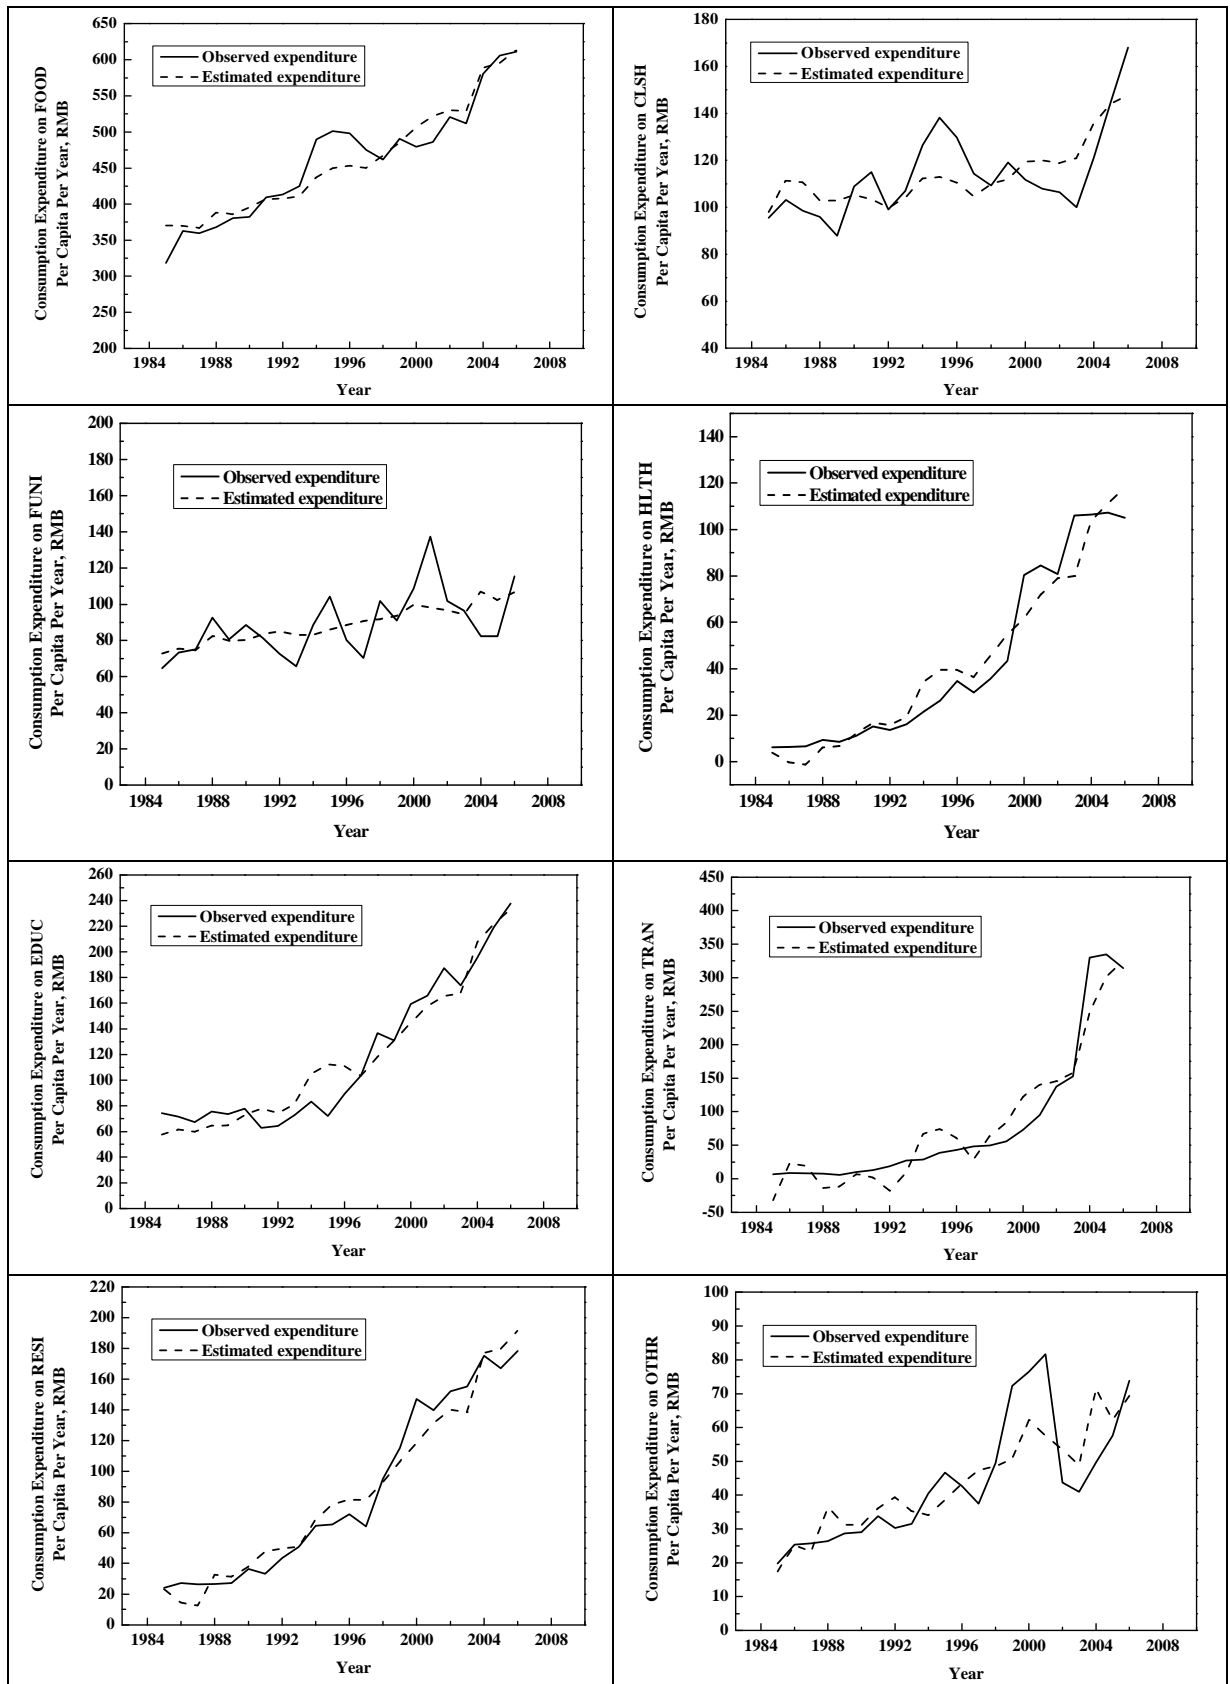 Consumption Expenditure on FOOD
Per Capita Per Year, RMB
650
600
550
500
450
400
350
300
250
200
Observed expenditure
Estimated expenditure
1984 1988 1992 1996 2000 2004 2008
Year
Consumption Expenditure on CLSH
Per Capita Per Year, RMB
180
160
140
120
100
80
60
40
Observed expenditure
Estimated expenditure
1984 1988 1992 1996 2000 2004 2008
Year
Consumption Expenditure on FUNI
Per Capita Per Year, RMB
200
180
160
140
120
100
80
60
40
20
0
Observed expenditure
Estimated expenditure
1984 1988 1992 1996 2000 2004 2008
Year
Consumption Expenditure on HLTH
Per Capita Per Year, RMB
140
120
100
80
60
40
20
0
Observed expenditure
Estimated expenditure
1984 1988 1992 1996 2000 2004 2008
Year
Consumption Expenditure on EDUC
Per Capita Per Year, RMB
260
240
220
200
180
160
140
120
100
80
60
40
20
0
Observed expenditure
Estimated expenditure
1984 1988 1992 1996 2000 2004 2008
Year
Consumption Expenditure on TRAN
Per Capita Per Year, RMB
450
400
350
300
250
200
150
100
50
0
-50
Observed expenditure
Estimated expenditure
1984 1988 1992 1996 2000 2004 2008
Year
Consumption Expenditure on RESI
Per Capita Per Year, RMB
220
200
180
160
140
120
100
80
60
40
20
0
Observed expenditure
Estimated expenditure
1984 1988 1992 1996 2000 2004 2008
Year
Consumption Expenditure on OTHR
Per Capita Per Year, RMB
100
90
80
70
60
50
40
30
20
10
0
Observed expenditure
Estimated expenditure
1984 1988 1992 1996 2000 2004 2008
Year